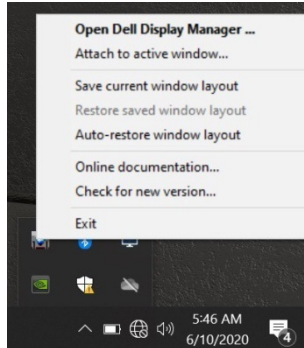 Open Dell Display Manager ...
Attach to active window...
Save current window layout
Restore saved window layout
Auto-restore window layout
Online documentation...
Check for new version...
Exit
5:46 AM
6/10/2020
4